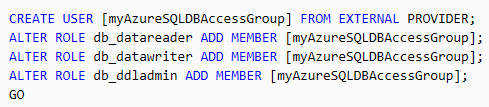 CREATE USER [myAzureSQLDBAccessGroup] FROM EXTERNAL PROVIDER;
ALTER ROLE db_datareader ADD MEMBER [myAzureSQLDBAccessGroup];
ALTER ROLE db_datawriter ADD MEMBER [myAzureSQLDBAccessGroup];
ALTER ROLE db_ddladmin ADD MEMBER [myAzureSQLDBAccessGroup];
GO